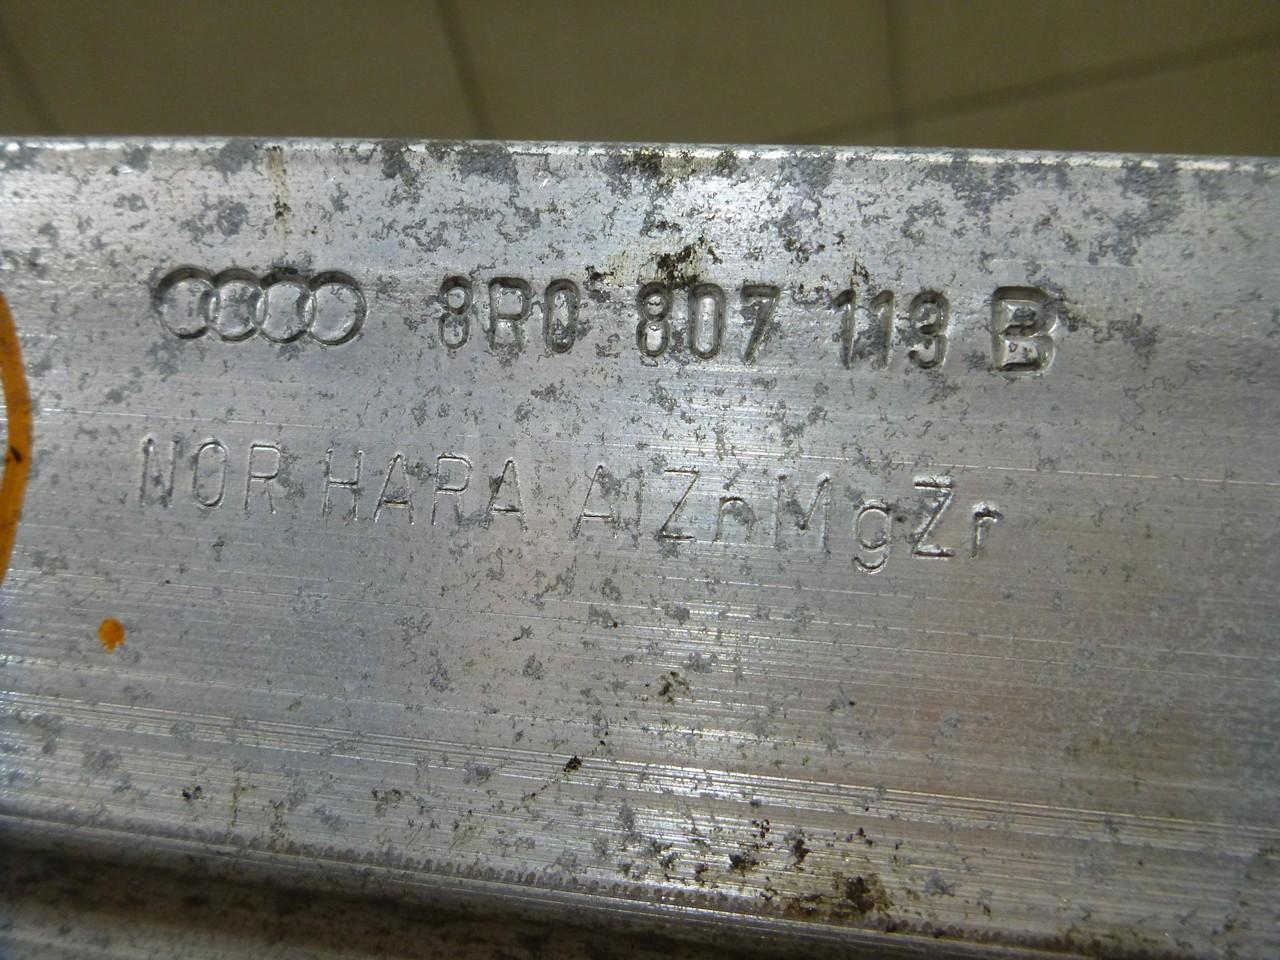 8R0 807 113 B
NOR HARA AlZnMgZr